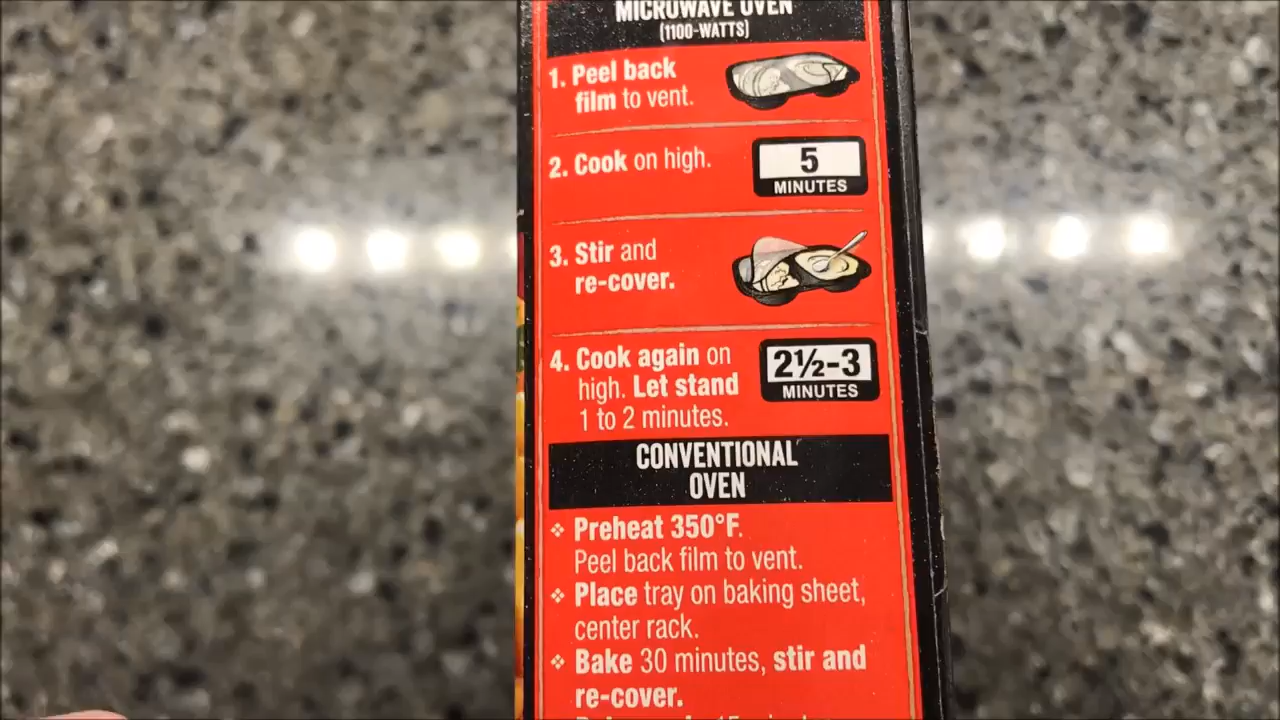 MICROWAVE OVEN
(1100-WATTS)
1. Peel back
film to vent.
2. Cook on high.
5
MINUTES
3. Stir and
re-cover.
4. Cook again on
high. Let stand
1 to 2 minutes.
2½-3
MINUTES
CONVENTIONAL
OVEN
❖ Preheat 350°F.
Peel back film to vent.
❖ Place tray on baking sheet,
center rack.
❖ Bake 30 minutes, stir and
re-cover.